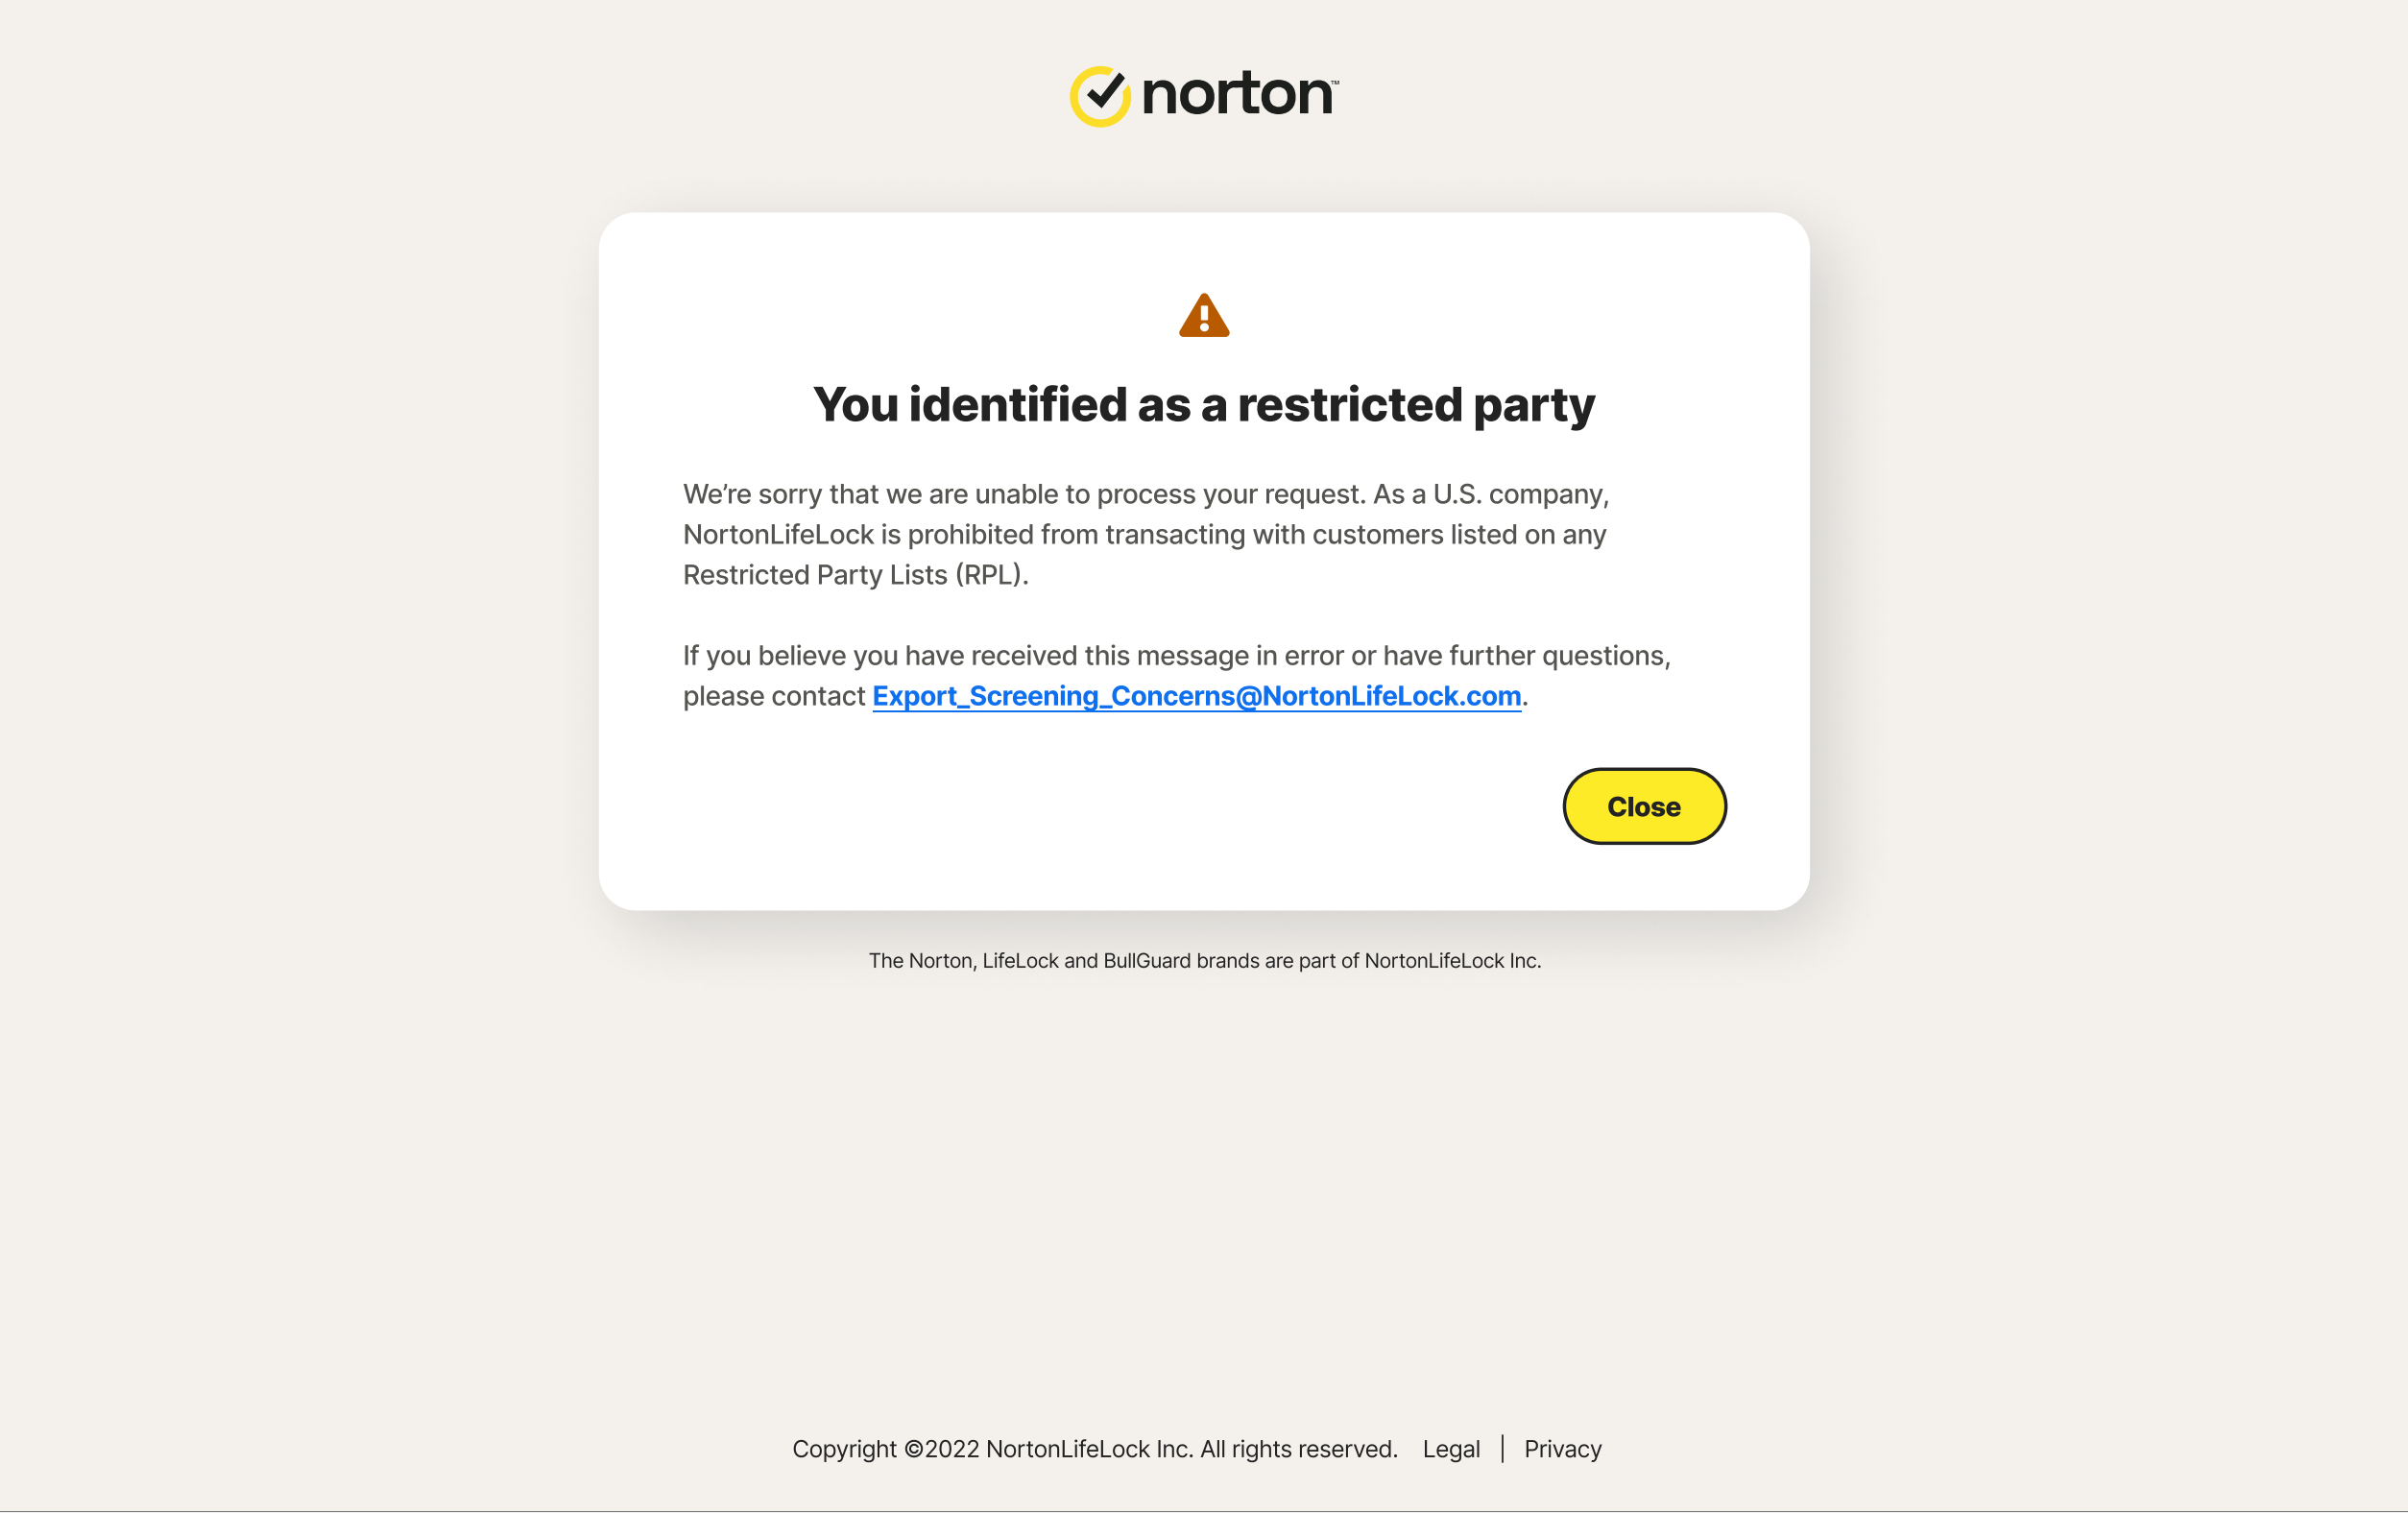 norton™
You identified as a restricted party
We’re sorry that we are unable to process your request. As a U.S. company,
NortonLifeLock is prohibited from transacting with customers listed on any
Restricted Party Lists (RPL).
If you believe you have received this message in error or have further questions,
please contact Export_Screening_Concerns@NortonLifeLock.com.
Close
The Norton, LifeLock and BullGuard brands are part of NortonLifeLock Inc.
Copyright ©2022 NortonLifeLock Inc. All rights reserved. Legal | Privacy